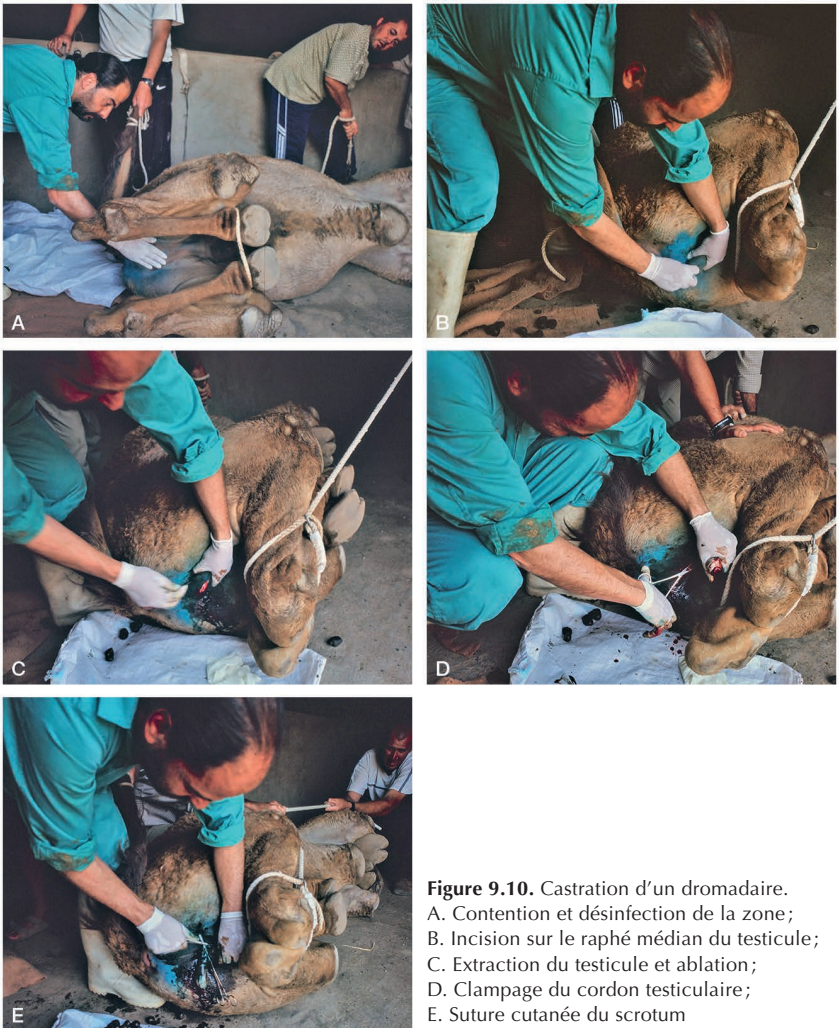 A
B
C
D
E
Figure 9.10. Castration d'un dromadaire.
A. Contention et désinfection de la zone ;
B. Incision sur le raphé médian du testicule ;
C. Extraction du testicule et ablation ;
D. Clampage du cordon testiculaire ;
E. Suture cutanée du scrotum